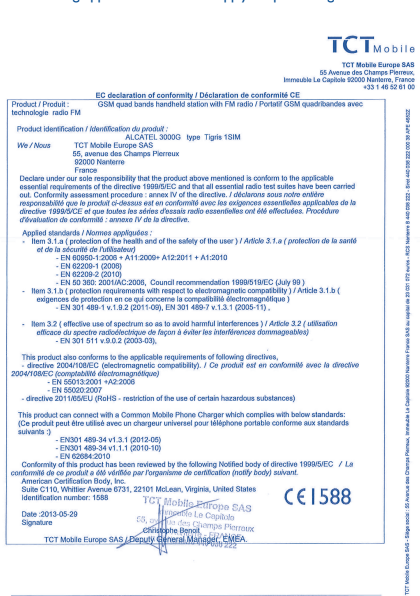 TCT Mobile
TCT Mobile Europe SAS
55 Avenue des Champs Pierreux,
Immeuble Le Capitole 92000 Nanterre, France
+33 1 46 52 61 00
EC declaration of conformity / Déclaration de conformité CE
Product / Produit : GSM quad bands handheld station with FM radio / Portatif GSM quadribandes avec
technologie radio FM
Product identification / Identification du produit :
ALCATEL 3000G type Tigris 1SIM
We / Nous TCT Mobile Europe SAS
55, avenue des Champs Pierreux
92000 Nanterre
France
Declare under our sole responsibility that the product above mentioned is conform to the applicable
essential requirements of the directive 1999/5/EC and that all essential radio test suites have been carried
out. Conformity assessment procedure : annex IV of the directive. / déclarons sous notre entière
responsabilité que le produit ci-dessus est en conformité avec les exigences essentielles applicables de la
directive 1999/5/CE et que toutes les séries d'essais radio essentielles ont été effectuées. Procédure
d'évaluation de conformité : annexe IV de la directive.
Applied standards / Normes appliquées :
- Item 3.1.a ( protection of the health and of the safety of the user ) / Article 3.1.a ( protection de la santé
et de la sécurité de l'utilisateur)
- EN 60950-1:2006 + A11:2009+ A12:2011 + A1:2010
- EN 62209-1 (2006)
- EN 62209-2 (2010)
- EN 50 360: 2001/AC:2006, Council recommendation 1999/519/EC (July 99 )
- Item 3.1.b ( protection requirements with respect to electromagnetic compatibility ) / Article 3.1.b (
exigences de protection en ce qui concerne la compatibilité électromagnétique )
- EN 301 489-1 v.1.9.2 (2011-09), EN 301 489-7 v.1.3.1 (2005-11) ,
- Item 3.2 ( effective use of spectrum so as to avoid harmful interferences ) / Article 3.2 ( utilisation
efficace du spectre radioélectrique de façon à éviter les interférences dommageables)
- EN 301 511 v.9.0.2 (2003-03),
This product also conforms to the applicable requirements of following directives,
- directive 2004/108/EC (electromagnetic compatibility). / Ce produit est en conformité avec la directive
2004/108/EC (comptabilité électromagnétique)
- EN 55013:2001 +A2:2006
- EN 55020:2007
- directive 2011/65/EU (RoHS - restriction of the use of certain hazardous substances)
This product can connect with a Common Mobile Phone Charger which complies with below standards:
(Ce produit peut être utilisé avec un chargeur universel pour téléphone portable conforme aux standards
suivants :)
- EN301 489-34 v1.3.1 (2012-05)
- EN301 489-34 v1.1.1 (2010-10)
- EN 62684:2010
Conformity of this product has been reviewed by the following Notified body of directive 1999/5/EC / La
conformité de ce produit a été vérifiée par l'organisme de certification (notify body) suivant.
American Certification Body, Inc.
Suite C110, Whittier Avenue 6731, 22101 McLean, Virginia, United States
Identification number: 1588
CE1588
TCT Mobile Europe SAS
Immeuble Le Capitole
55, avenue des Champs Pierreux
Date :2013-05-29
Signature
Christophe Benoit
TCT Mobile Europe SAS / Deputy General Manager, EMEA.